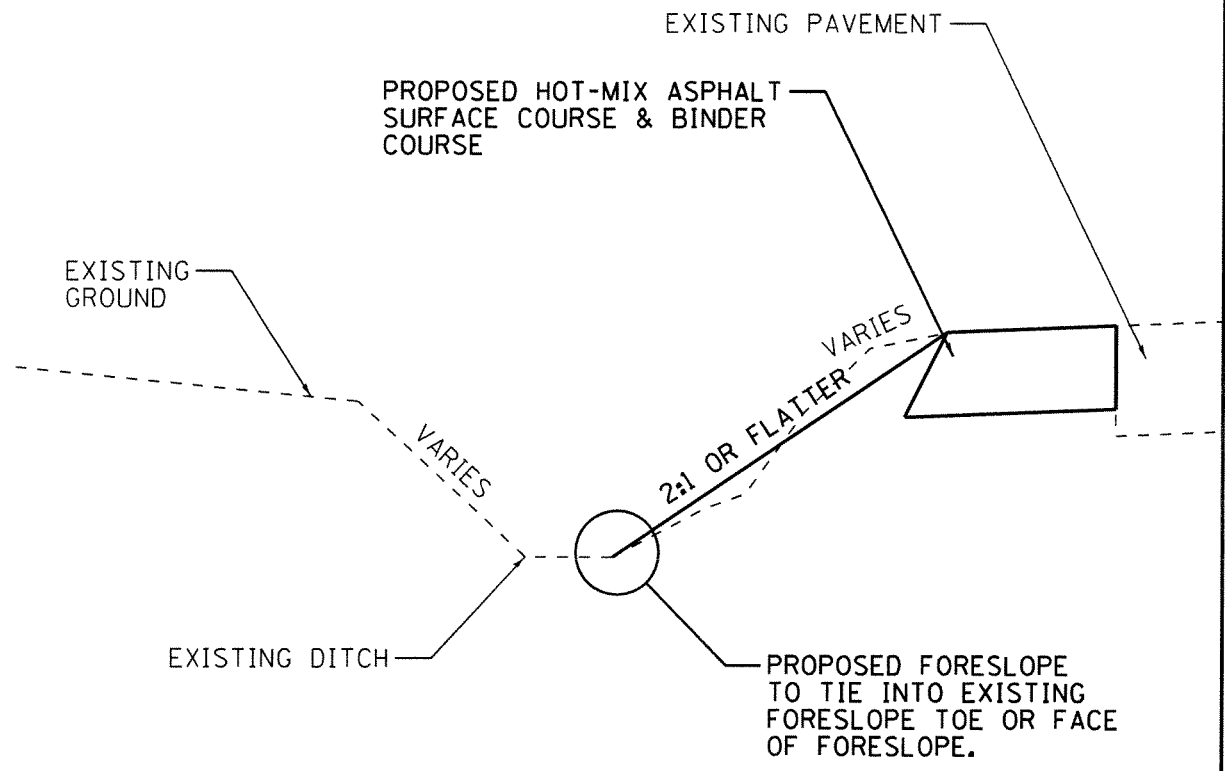 EXISTING PAVEMENT
PROPOSED HOT-MIX ASPHALT
SURFACE COURSE & BINDER
COURSE
EXISTING
GROUND
VARIES
VARIES
2:1 OR FLATTER
EXISTING DITCH
PROPOSED FORESLOPE
TO TIE INTO EXISTING
FORESLOPE TOE OR FACE
OF FORESLOPE.